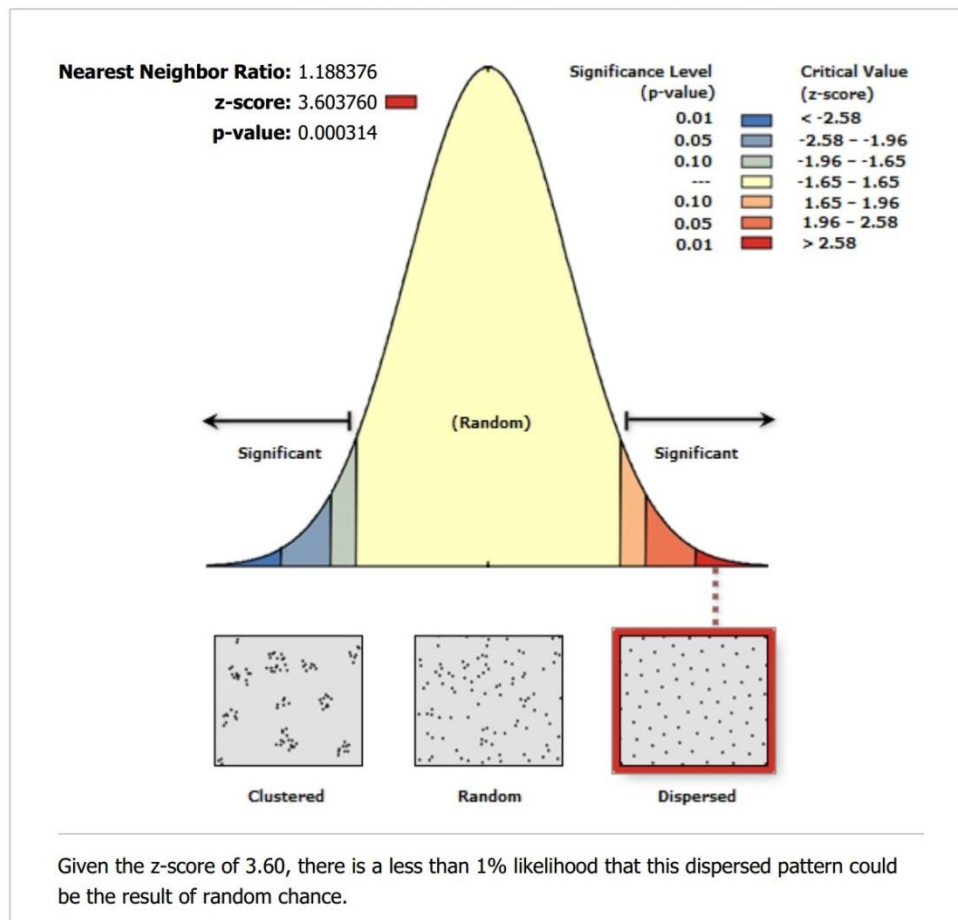 Nearest Neighbor Ratio: 1.188376
z-score: 3.603760
p-value: 0.000314
Significance Level
(p-value)
Critical Value
(z-score)
0.01 < -2.58
0.05 -2.58 – -1.96
0.10 -1.96 – -1.65
--- -1.65 – 1.65
0.10 1.65 – 1.96
0.05 1.96 – 2.58
0.01 > 2.58
(Random)
Significant
Significant
Clustered
Random
Dispersed
Given the z-score of 3.60, there is a less than 1% likelihood that this dispersed pattern could
be the result of random chance.